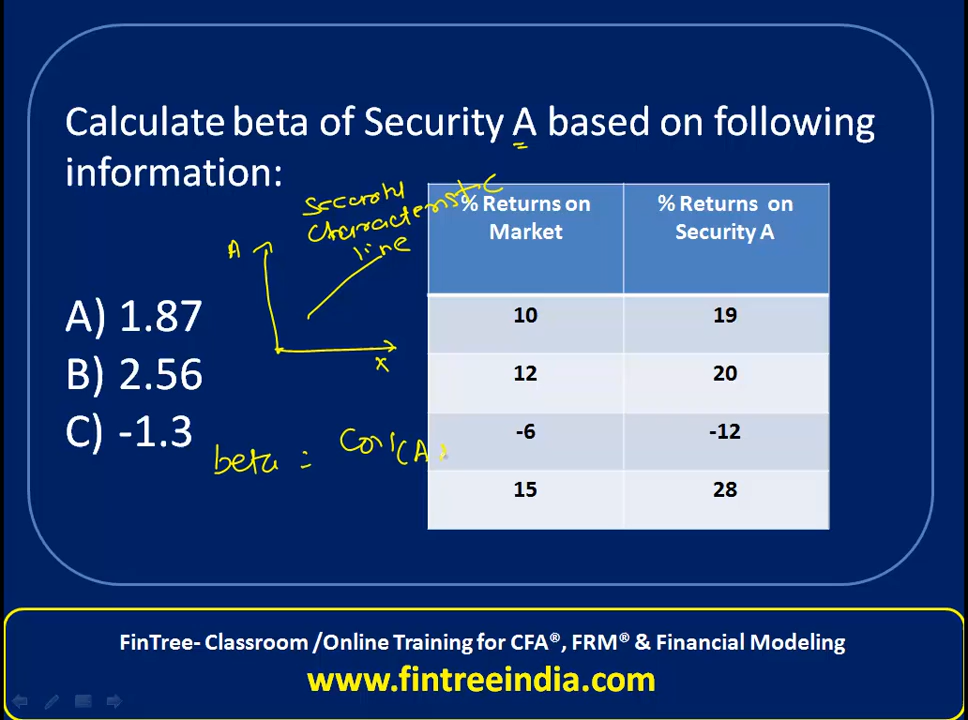 Calculate beta of Security A based on following
information:
Security
characteristic
line
A
x
% Returns on
Market
% Returns on
Security A
10
19
12
20
-6
-12
15
28
A) 1.87
B) 2.56
C) -1.3
beta = Cov(A,
FinTree- Classroom /Online Training for CFA®, FRM® & Financial Modeling
www.fintreeindia.com